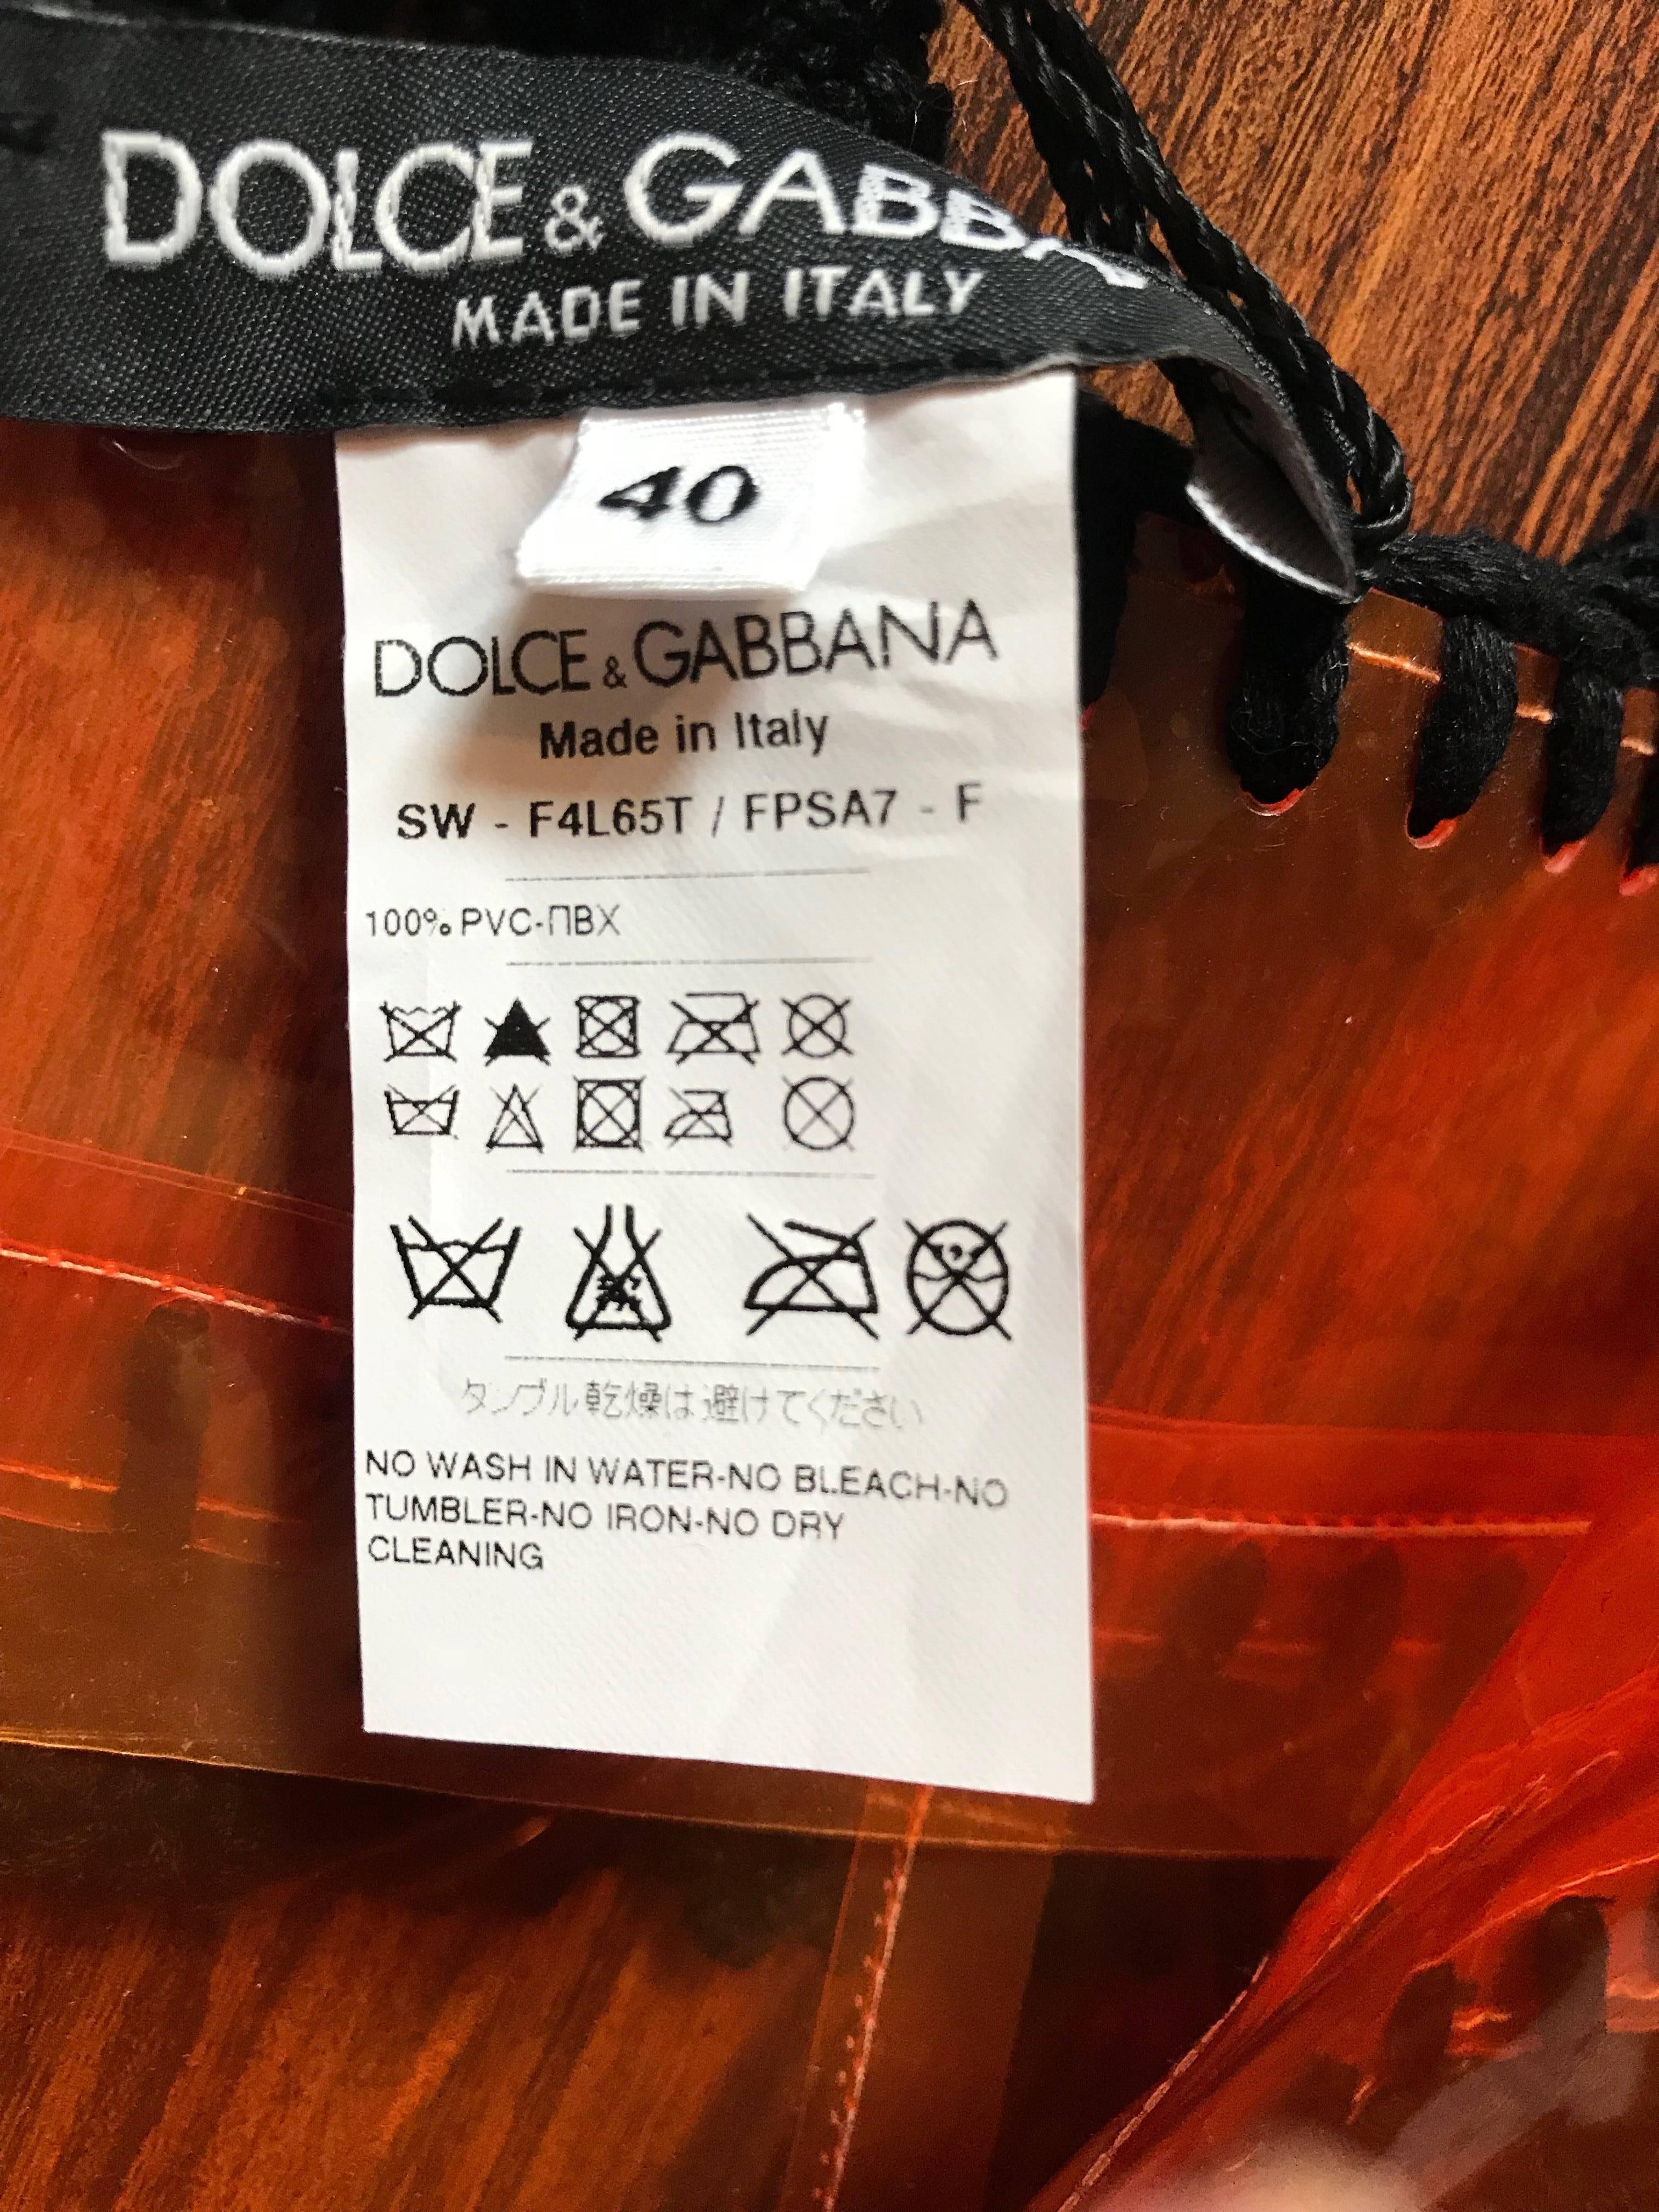 DOLCE & GABBA
MADE IN ITALY
40
DOLCE & GABBANA
Made in Italy
SW - F4L65T / FPSA7 - F
100% PVC-ПВХ
タンブル乾燥は避けてください
NO WASH IN WATER-NO BLEACH-NO
TUMBLER-NO IRON-NO DRY
CLEANING